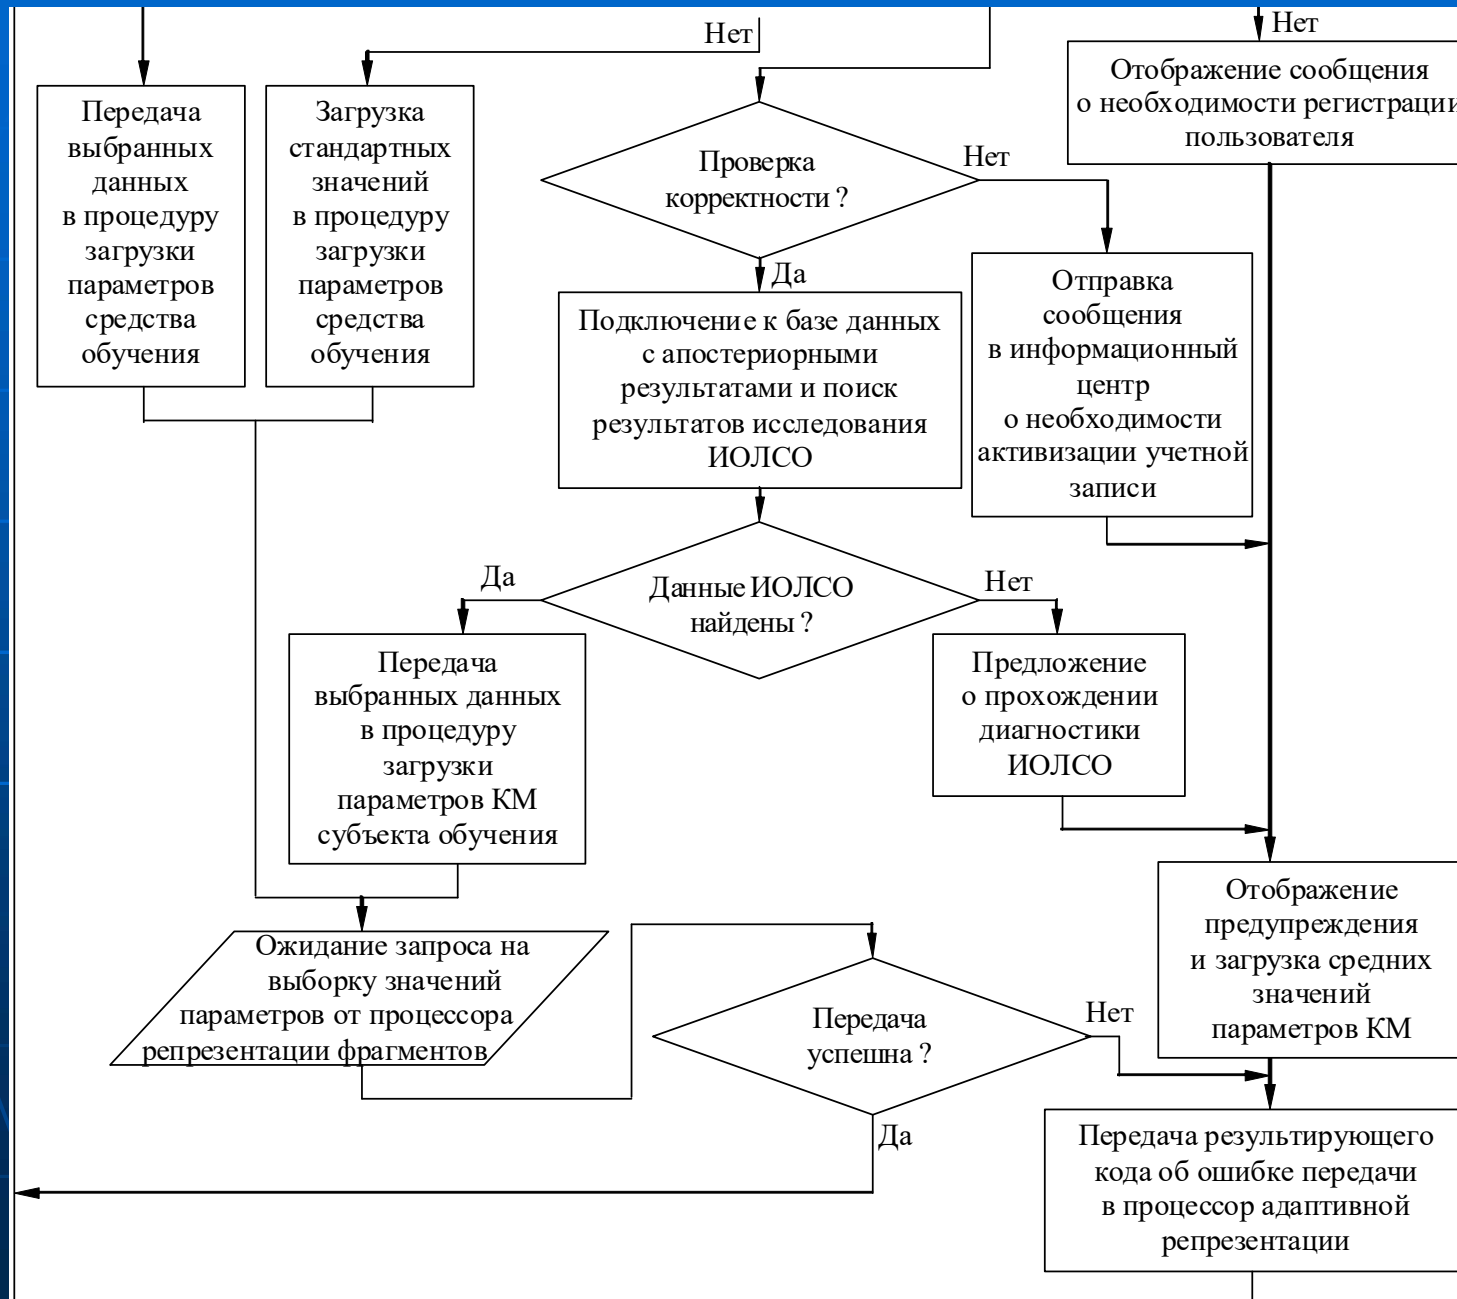 Нет
Нет
Передача
выбранных
данных
в процедуру
загрузки
параметров
средства
обучения
Загрузка
стандартных
значений
в процедуру
загрузки
параметров
средства
обучения
Отображение сообщения
о необходимости регистрации
пользователя
Проверка
корректности ?
Нет
Да
Подключение к базе данных
с апостериорными
результатами и поиск
результатов исследования
ИОЛСО
Отправка
сообщения
в информационный
центр
о необходимости
активизации учетной
записи
Данные ИОЛСО
найдены ?
Да
Нет
Передача
выбранных данных
в процедуру
загрузки
параметров КМ
субъекта обучения
Предложение
о прохождении
диагностики
ИОЛСО
Отображение
предупреждения
и загрузка средних
значений
параметров КМ
Ожидание запроса на
выборку значений
параметров от процессора
репрезентации фрагментов
Передача
успешна ?
Нет
Да
Передача результирующего
кода об ошибке передачи
в процессор адаптивной
репрезентации